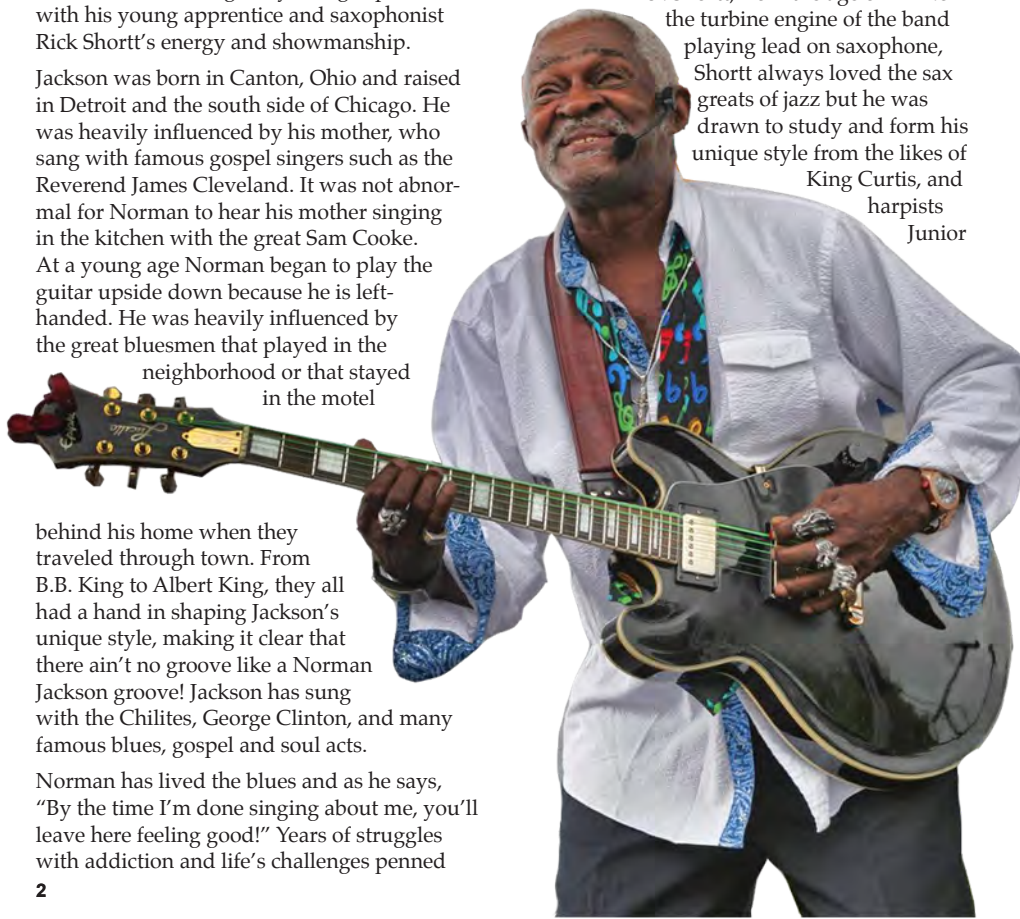 with his young apprentice and saxophonist
Rick Shortt’s energy and showmanship.
Jackson was born in Canton, Ohio and raised
in Detroit and the south side of Chicago. He
was heavily influenced by his mother, who
sang with famous gospel singers such as the
Reverend James Cleveland. It was not abnor-
mal for Norman to hear his mother singing
in the kitchen with the great Sam Cooke.
At a young age Norman began to play the
guitar upside down because he is left-
handed. He was heavily influenced by
the great bluesmen that played in the
neighborhood or that stayed
in the motel
Lucille
behind his home when they
traveled through town. From
B.B. King to Albert King, they all
had a hand in shaping Jackson’s
unique style, making it clear that
there ain’t no groove like a Norman
Jackson groove! Jackson has sung
with the Chilites, George Clinton, and many
famous blues, gospel and soul acts.
Norman has lived the blues and as he says,
“By the time I’m done singing about me, you’ll
leave here feeling good!” Years of struggles
with addiction and life’s challenges penned
2
the turbine engine of the band
playing lead on saxophone,
Shortt always loved the sax
greats of jazz but he was
drawn to study and form his
unique style from the likes of
King Curtis, and
harpists
Junior